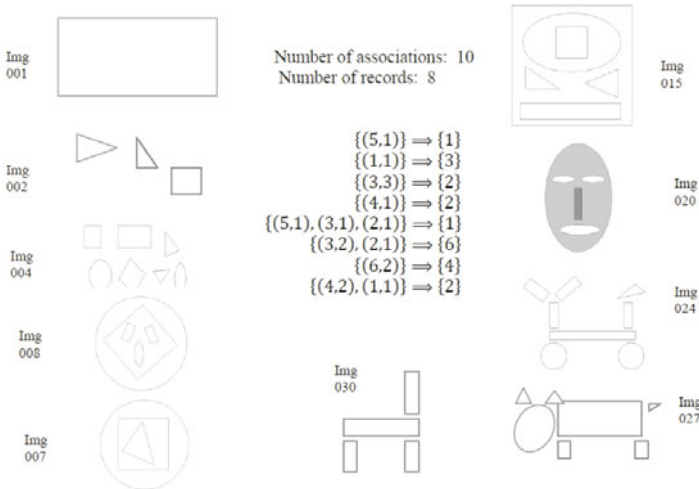 Img
001
Number of associations: 10
Number of records: 8
Img
015
Img
002
{(5,1)} ⟹ {1}
{(1,1)} ⟹ {3}
{(3,3)} ⟹ {2}
{(4,1)} ⟹ {2}
{(5,1), (3,1), (2,1)} ⟹ {1}
{(3,2), (2,1)} ⟹ {6}
{(6,2)} ⟹ {4}
{(4,2), (1,1)} ⟹ {2}
Img
020
Img
004
Img
024
Img
008
Img
030
Img
027
Img
007